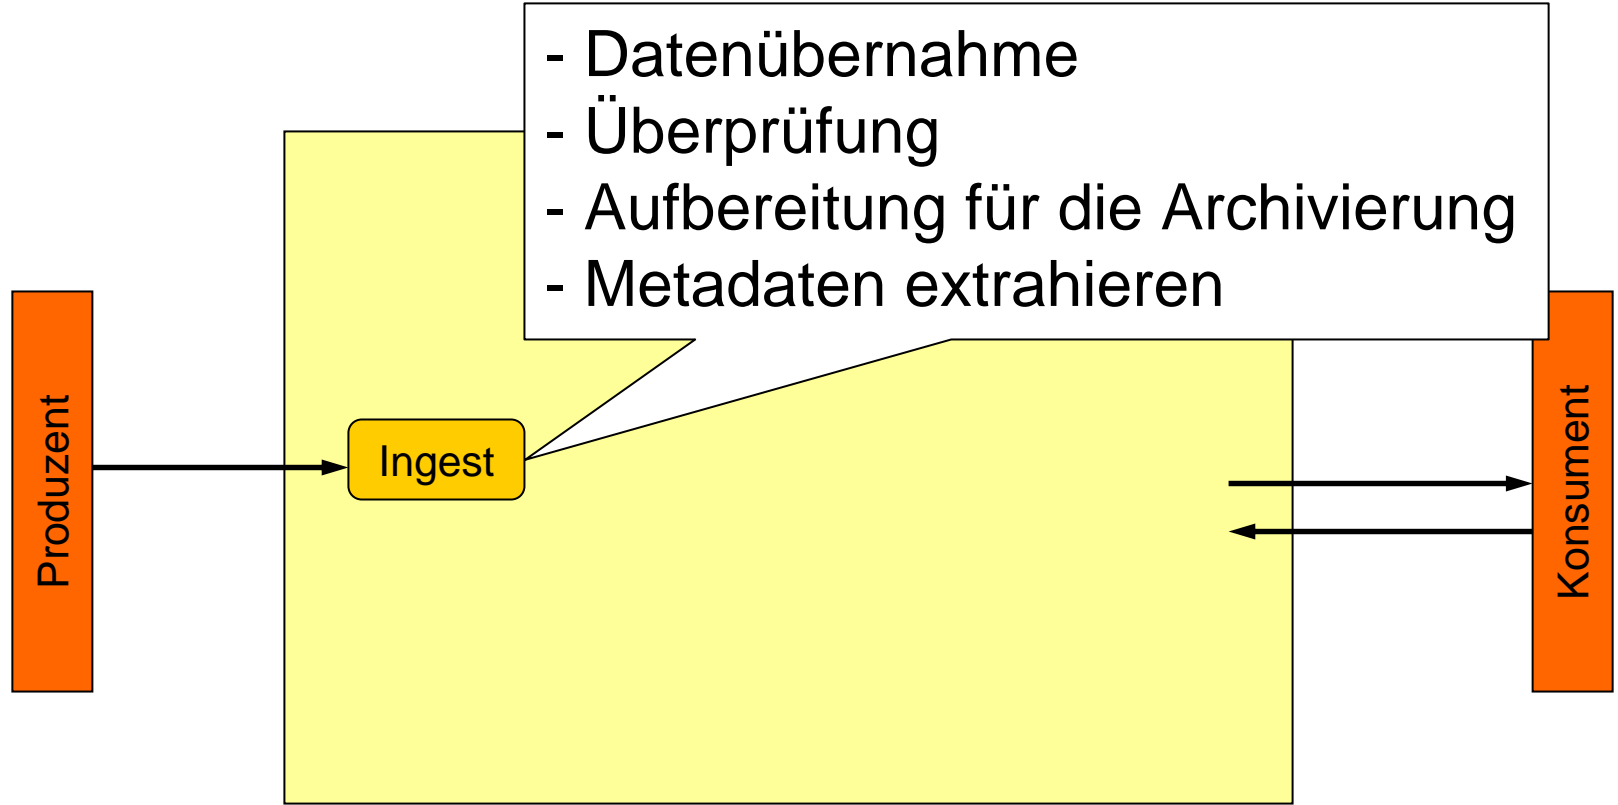 - Datenübernahme
- Überprüfung
- Aufbereitung für die Archivierung
- Metadaten extrahieren
Produzent
Ingest
Konsument